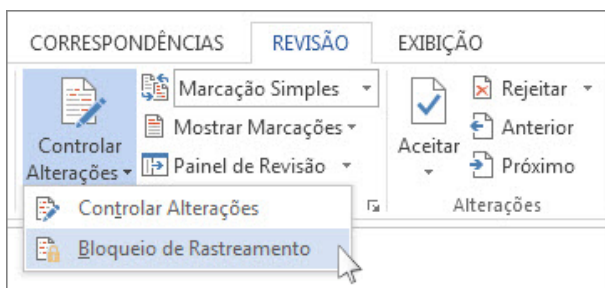 CORRESPONDÊNCIAS REVISÃO EXIBIÇÃO
Controlar Alterações
Marcação Simples
Mostrar Marcações
Painel de Revisão
Aceitar
Rejeitar
Anterior
Próximo
Alterações
Controlar Alterações
Bloqueio de Rastreamento